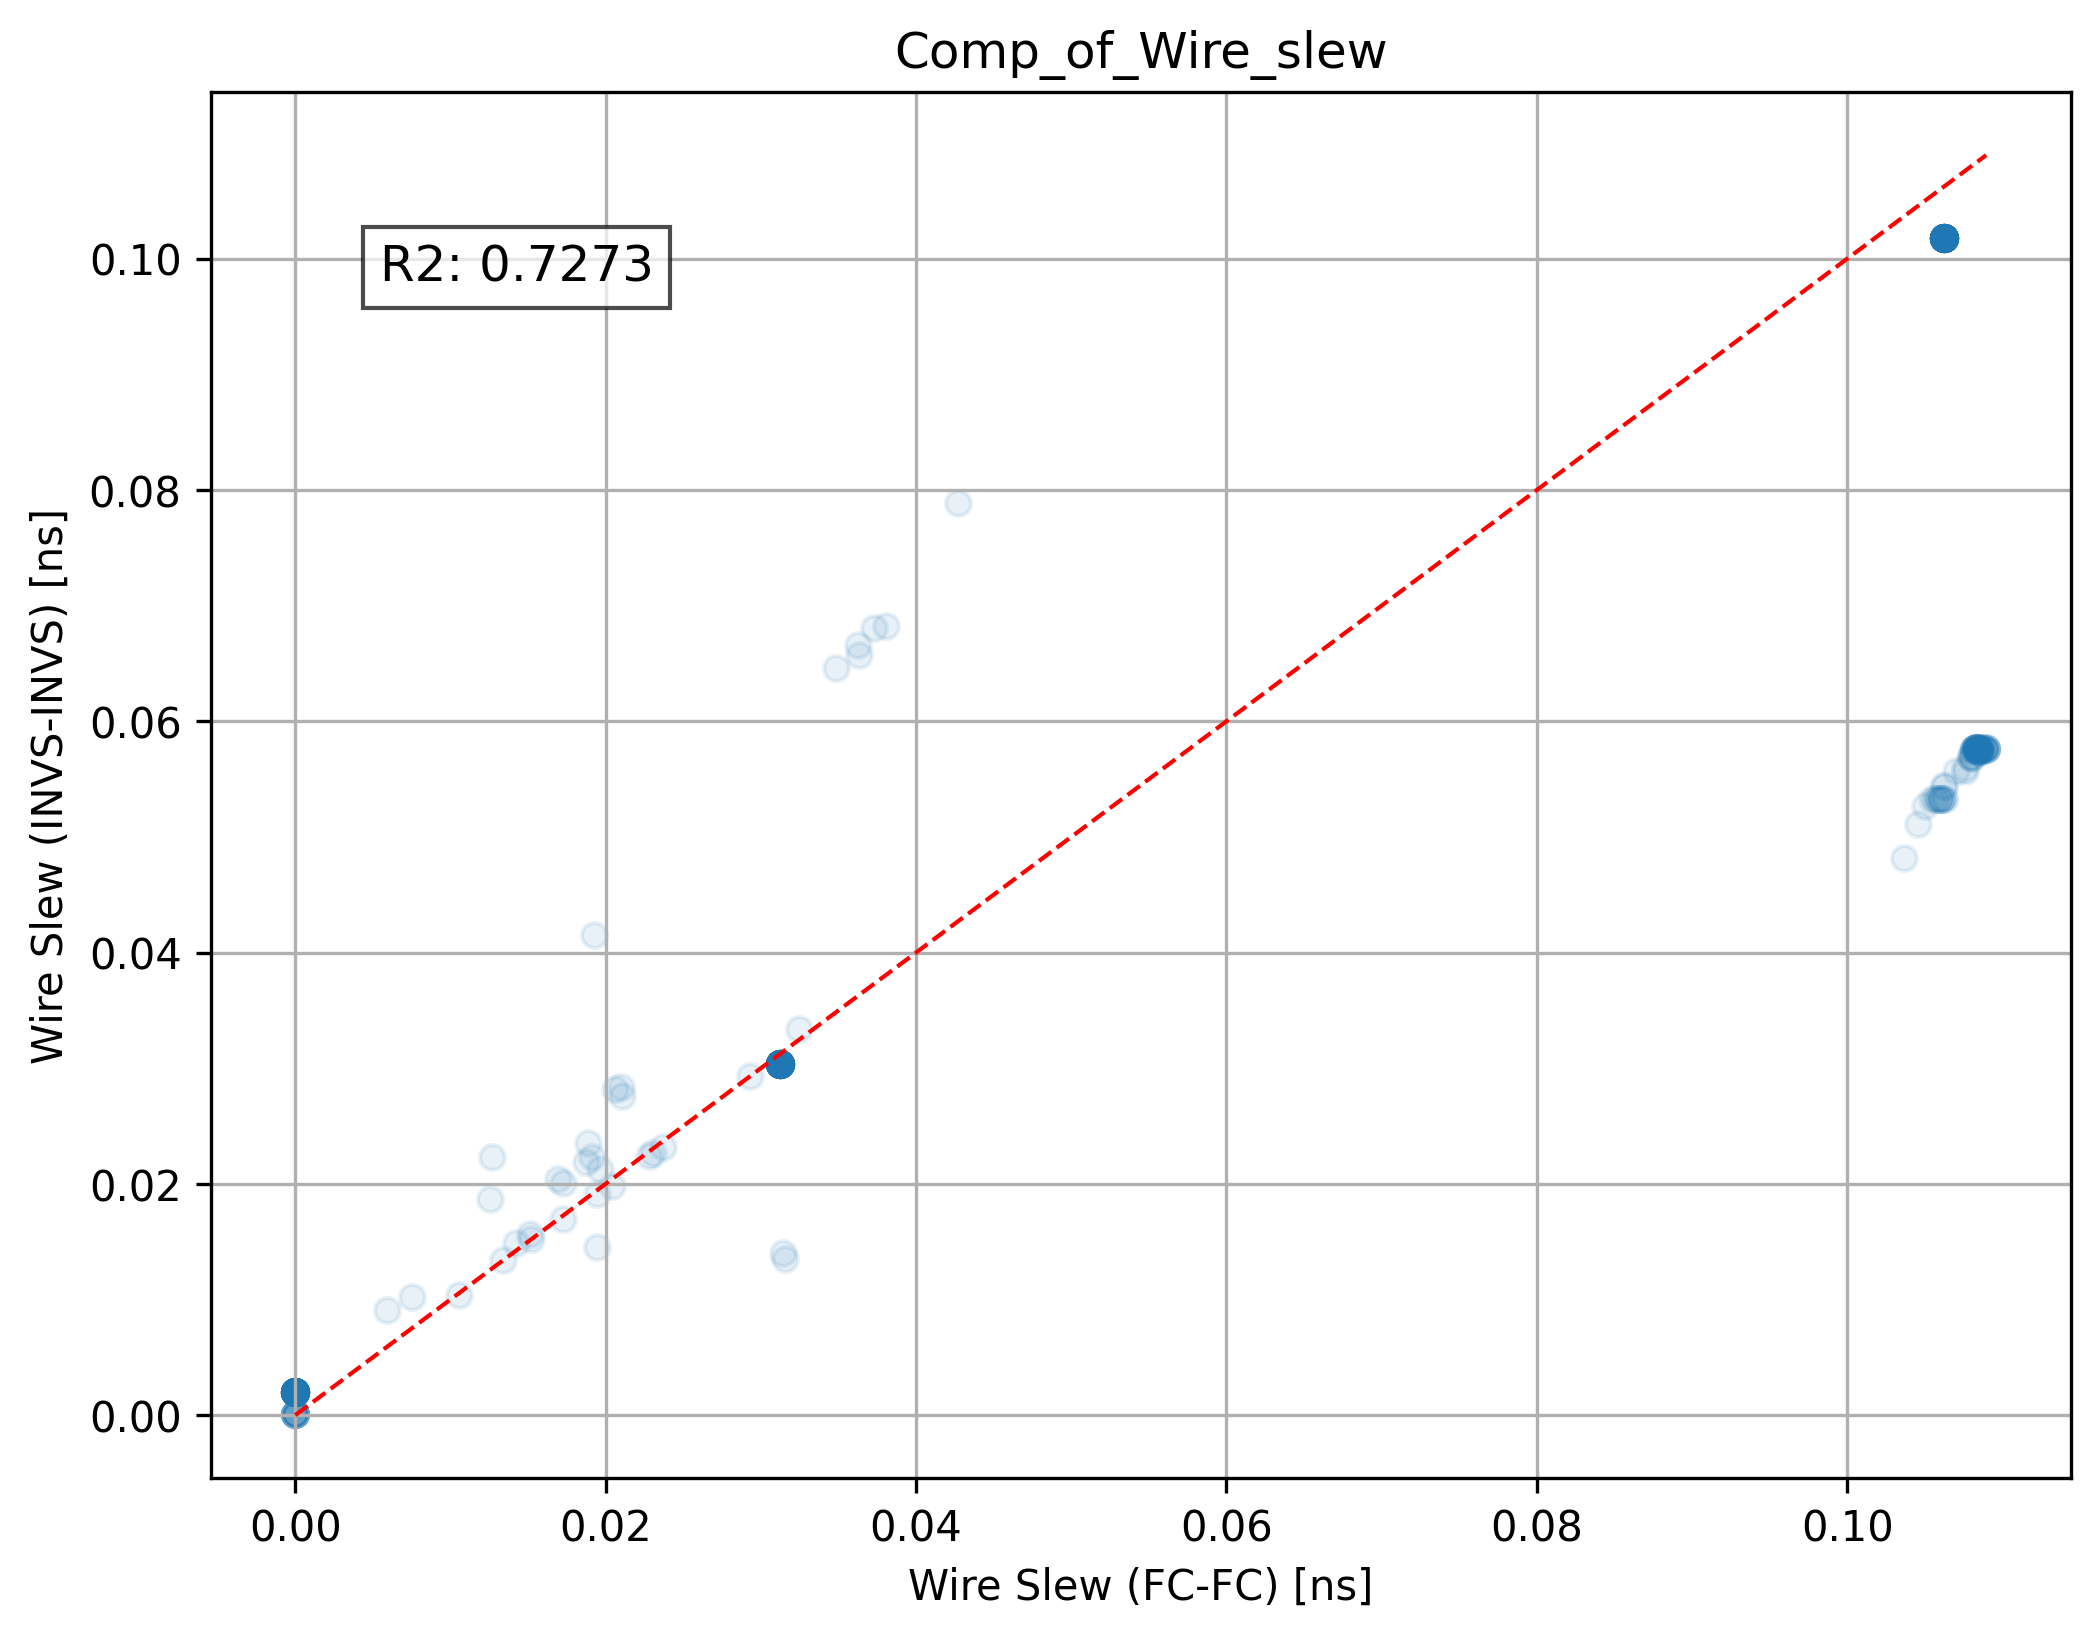 Comp_of_Wire_slew
R2: 0.7273
Wire Slew (INVS-INVS) [ns]
0.10
0.08
0.06
0.04
0.02
0.00
0.00 0.02 0.04 0.06 0.08 0.10
Wire Slew (FC-FC) [ns]